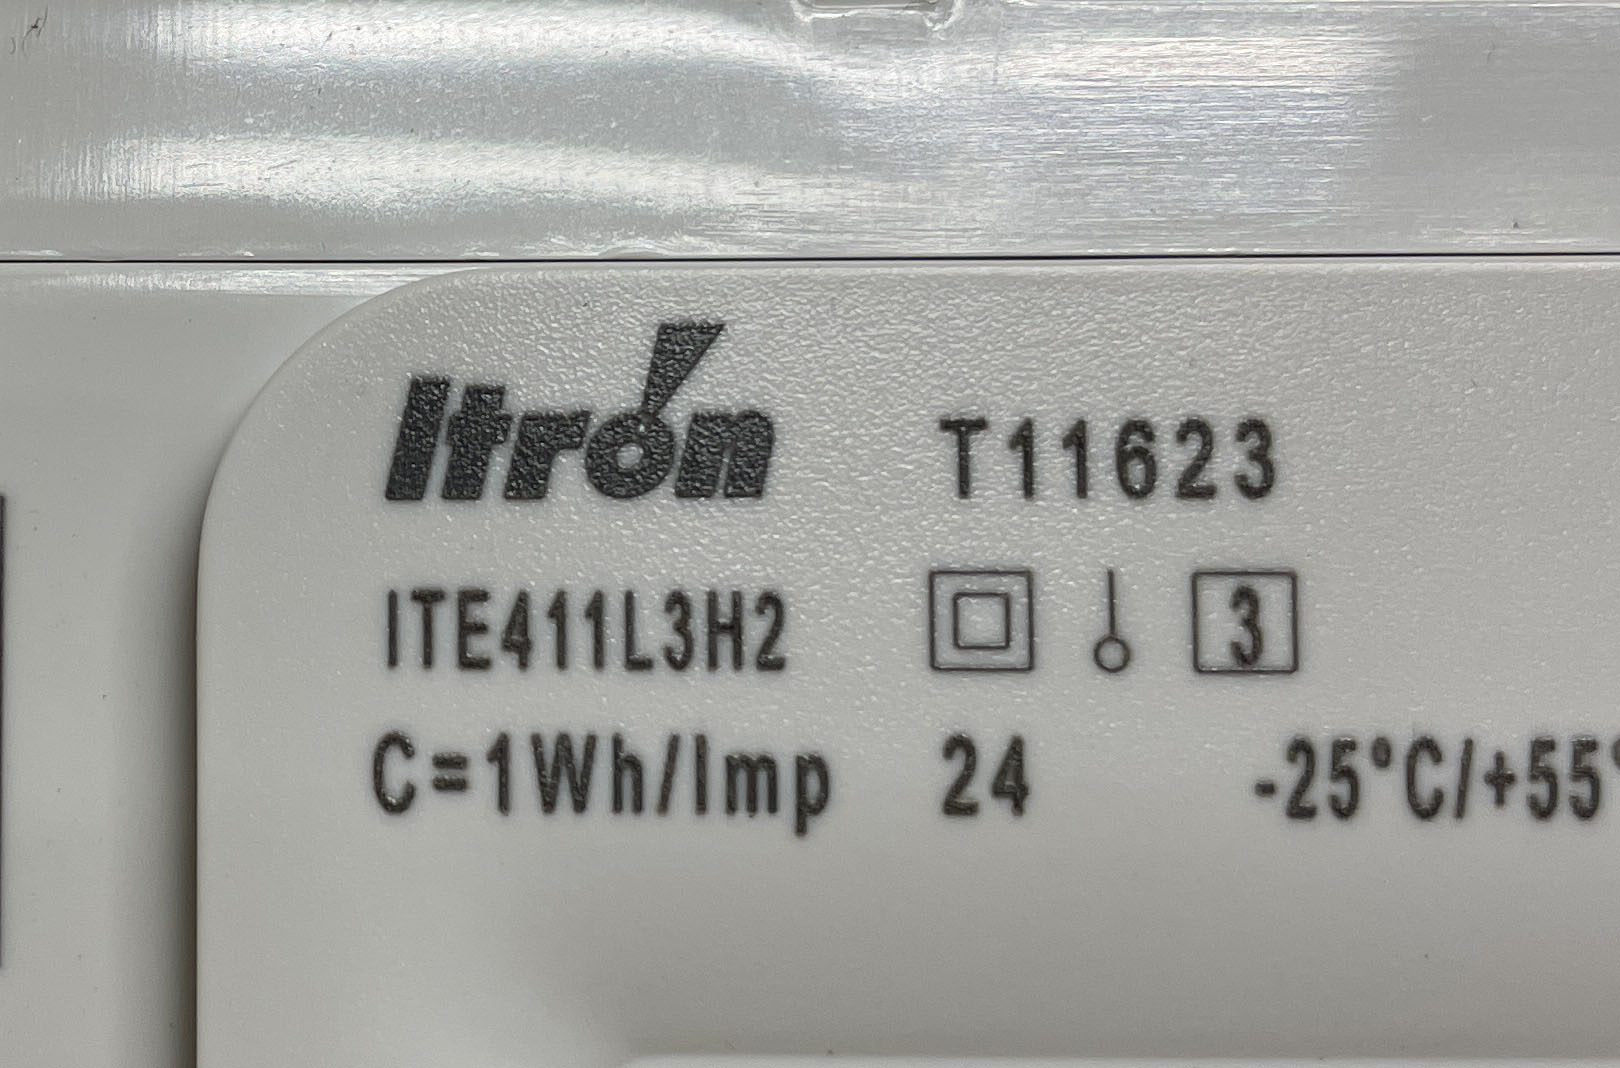 Itron T11623
ITE411L3H2 3
C=1Wh/Imp 24 -25°C/+55°